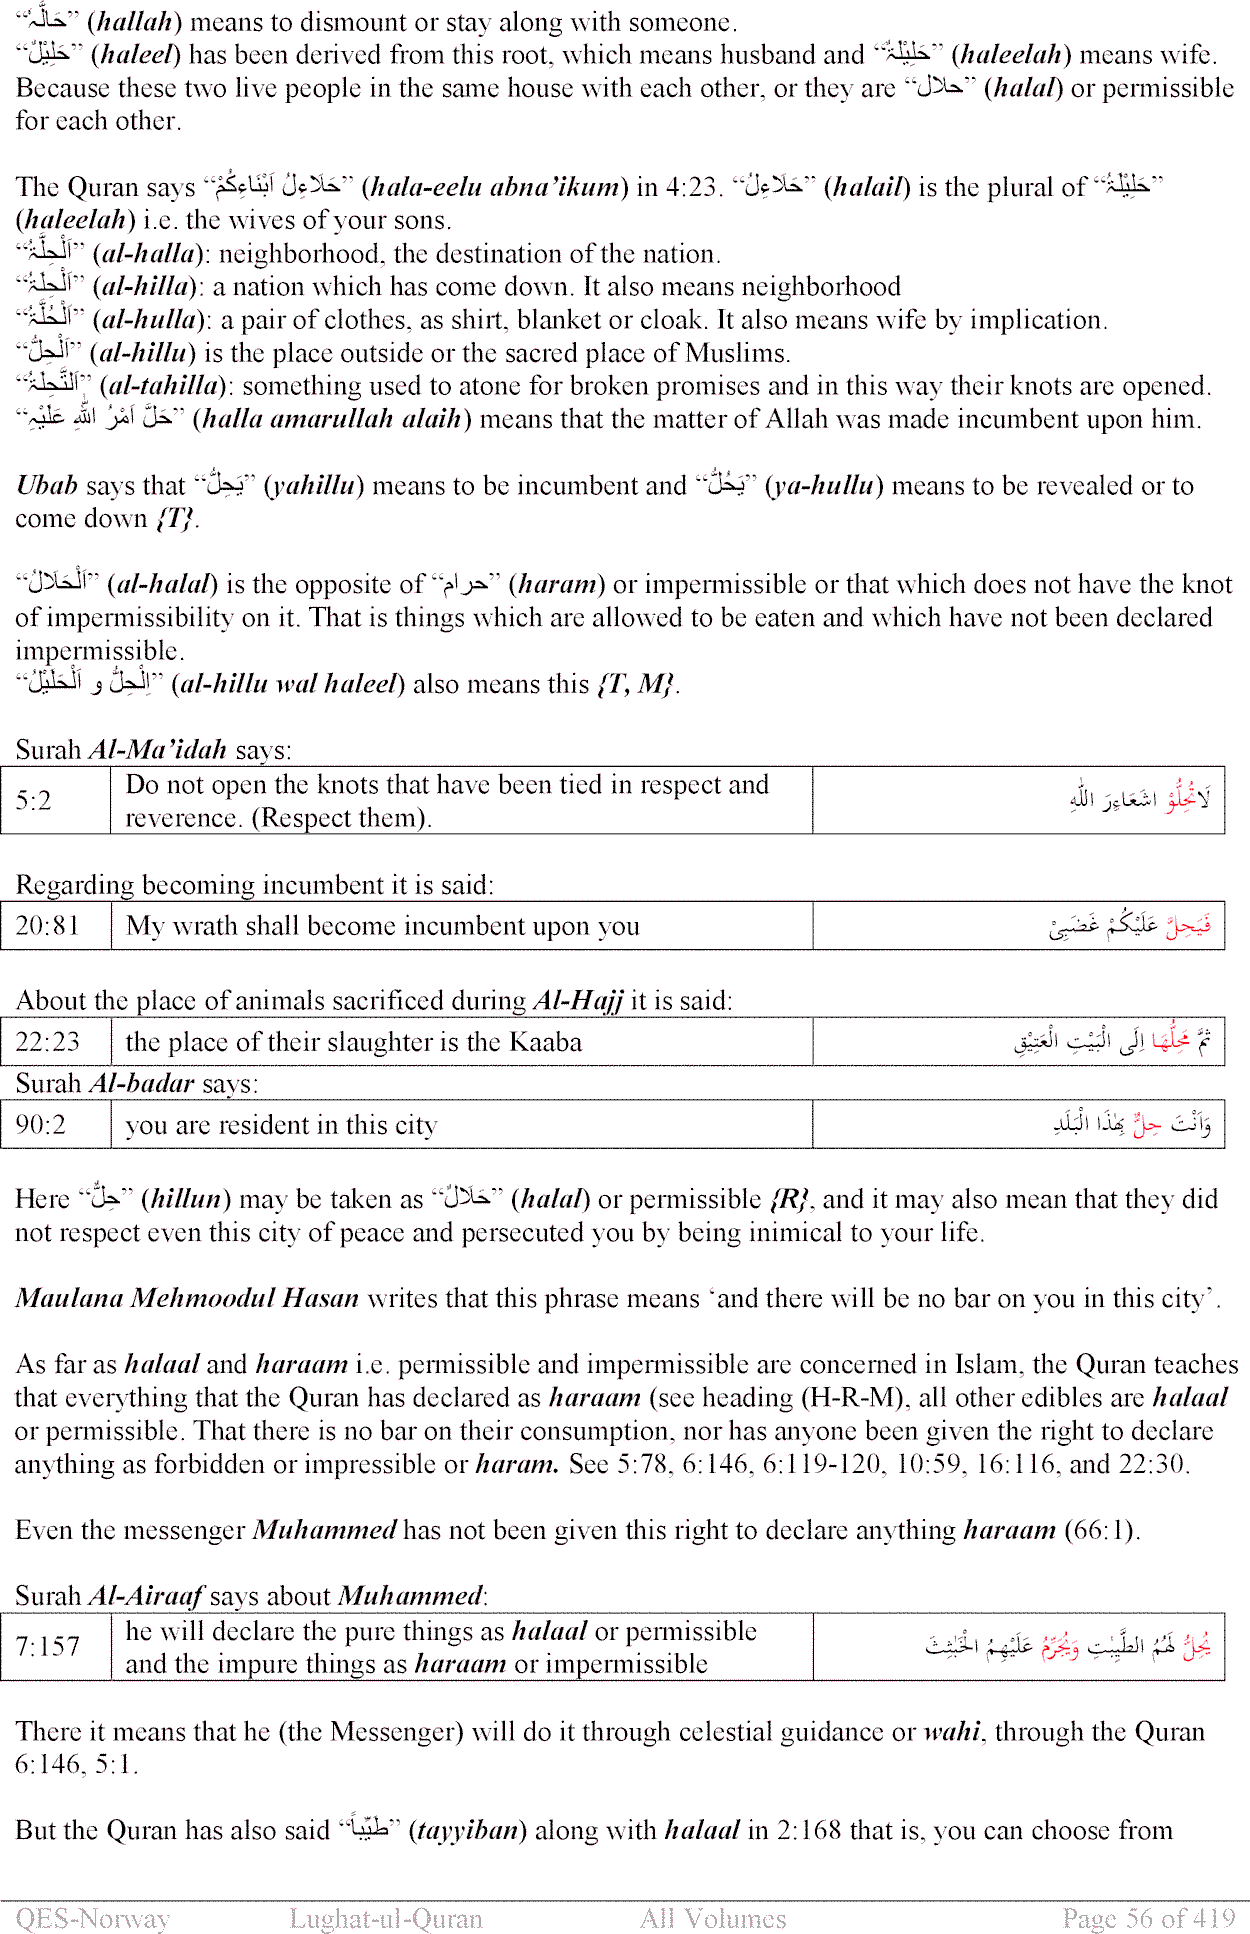 “حَالَّہٗ” (hallah) means to dismount or stay along with someone.
“حَلِیْلٌ” (haleel) has been derived from this root, which means husband and “حَلِیْلَۃٌ” (haleelah) means wife.
Because these two live people in the same house with each other, or they are “حلال” (halal) or permissible
for each other.
The Quran says “حَلَاءِلُ اَبْنَاءِکُمْ” (hala-eelu abna’ikum) in 4:23. “حَلَاءِلُ” (halail) is the plural of “حَلِیْلَۃُ”
(haleelah) i.e. the wives of your sons.
“اَلْحِلَّۃُ” (al-halla): neighborhood, the destination of the nation.
“اَلْحِلَۃُ” (al-hilla): a nation which has come down. It also means neighborhood
“اَلْحُلَّۃُ” (al-hulla): a pair of clothes, as shirt, blanket or cloak. It also means wife by implication.
“اَلْحِلُّ” (al-hillu) is the place outside or the sacred place of Muslims.
“اَلتَّحِلَۃُ” (al-tahilla): something used to atone for broken promises and in this way their knots are opened.
“حَلَّ اَمْرُ اللہِ عَلَیْہِ” (halla amarullah alaih) means that the matter of Allah was made incumbent upon him.
Ubab says that “یَحِلُّ” (yahillu) means to be incumbent and “یَحُلُّ” (ya-hullu) means to be revealed or to
come down {T}.
“اَلْحَلَالُ” (al-halal) is the opposite of “حرام” (haram) or impermissible or that which does not have the knot
of impermissibility on it. That is things which are allowed to be eaten and which have not been declared
impermissible.
“اِلْحِلُّ و اَلْحَلِیْلُ” (al-hillu wal haleel) also means this {T, M}.
Surah Al-Ma’idah says:
5:2 Do not open the knots that have been tied in respect and لَاتُحِلُّوْ اشَعَاءِرَ اللّٰہِ
reverence. (Respect them).
Regarding becoming incumbent it is said:
20:81 My wrath shall become incumbent upon you فَیَحِلَّ عَلَیْکُمْ غَضَبِیْ
About the place of animals sacrificed during Al-Hajj it is said:
22:23 the place of their slaughter is the Kaaba ثُمَّ مَحِلُّهَا اِلَی الْبَیْتِ الْعَتِیْقِ
Surah Al-badar says:
90:2 you are resident in this city وَاَنْتَ حِلٌّ بِهٰذَا الْبَلَدِ
Here “حِلٌّ” (hillun) may be taken as “حَلَالٌ” (halal) or permissible {R}, and it may also mean that they did
not respect even this city of peace and persecuted you by being inimical to your life.
Maulana Mehmoodul Hasan writes that this phrase means ‘and there will be no bar on you in this city’.
As far as halaal and haraam i.e. permissible and impermissible are concerned in Islam, the Quran teaches
that everything that the Quran has declared as haraam (see heading (H-R-M), all other edibles are halaal
or permissible. That there is no bar on their consumption, nor has anyone been given the right to declare
anything as forbidden or impressible or haram. See 5:78, 6:146, 6:119-120, 10:59, 16:116, and 22:30.
Even the messenger Muhammed has not been given this right to declare anything haraam (66:1).
Surah Al-Airaaf says about Muhammed:
7:157 he will declare the pure things as halaal or permissible یُحِلُّ لَهُمُ الطَّیِّبٰتِ وَیُحَرِّمُ عَلَیْهِمُ الْخَبٰئِثَ
and the impure things as haraam or impermissible
There it means that he (the Messenger) will do it through celestial guidance or wahi, through the Quran
6:146, 5:1.
But the Quran has also said “طَیِّباً” (tayyiban) along with halaal in 2:168 that is, you can choose from
QES-Norway Lughat-ul-Quran All Volumes Page 56 of 419